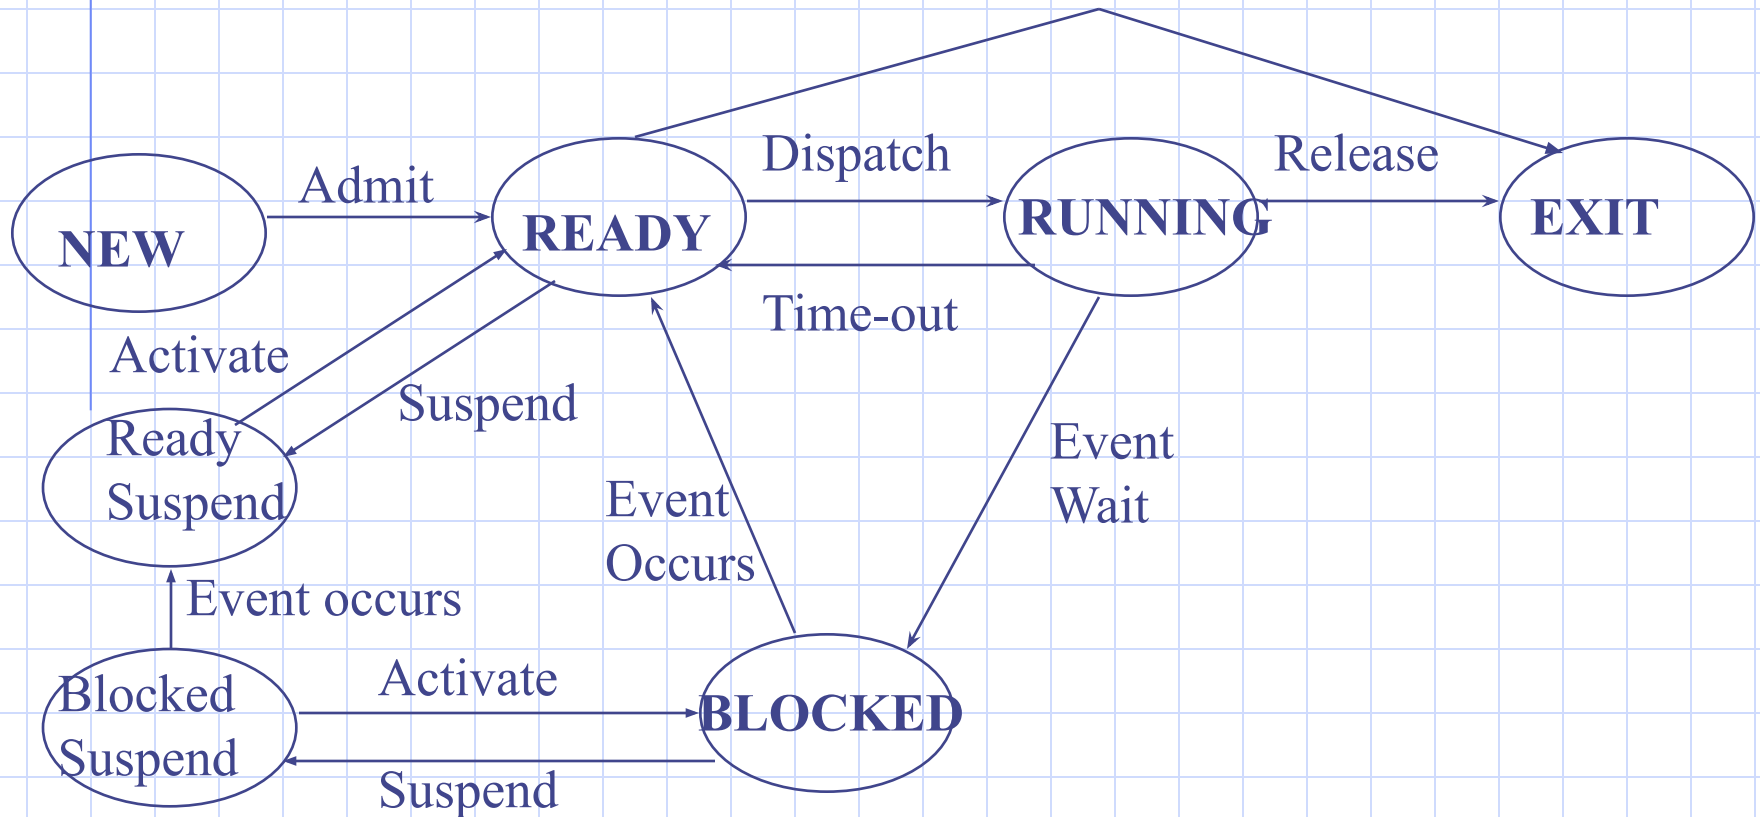 Dispatch
Release
Admit
NEW
READY
RUNNING
EXIT
Time-out
Activate
Suspend
Ready
Suspend
Event
Wait
Event
Occurs
Event occurs
Blocked
Suspend
Activate
BLOCKED
Suspend